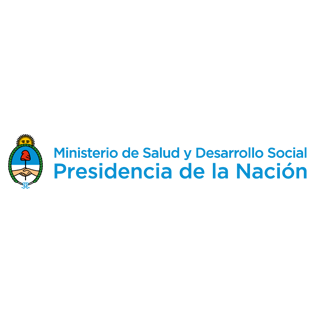 Ministerio de Salud y Desarrollo Social
Presidencia de la Nación